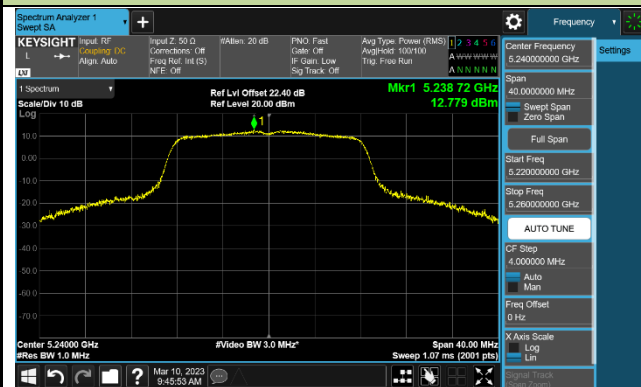 Spectrum Analyzer 1
Swept SA
Frequency
KEYSIGHT
Input: RF
Coupling: DC
Align: Auto
Input Z: 50 Ω
Corrections: Off
Freq Ref: Int (S)
NFE: Off
#Atten: 20 dB
PNO: Fast
Gate: Off
IF Gain: Low
Sig Track: Off
Avg Type: Power (RMS)
Avg|Hold: 100/100
Trig: Free Run
1 2 3 4 5 6
A W W W W W
A N N N N N
L
LXI
1 Spectrum
Scale/Div 10 dB
Ref Lvl Offset 22.40 dB
Ref Level 20.00 dBm
Mkr1 5.238 72 GHz
12.779 dBm
Log
1
10.0
0.00
-10.0
-20.0
-30.0
-40.0
-50.0
-60.0
-70.0
Center 5.24000 GHz
#Res BW 1.0 MHz
#Video BW 3.0 MHz*
Span 40.00 MHz
Sweep 1.07 ms (2001 pts)
Mar 10, 2023
9:45:53 AM
Center Frequency
5.240000000 GHz
Settings
Span
40.0000000 MHz
Swept Span
Zero Span
Full Span
Start Freq
5.220000000 GHz
Stop Freq
5.260000000 GHz
AUTO TUNE
CF Step
4.000000 MHz
Auto
Man
Freq Offset
0 Hz
X Axis Scale
Log
Lin
Signal Track
(Span Zoom)